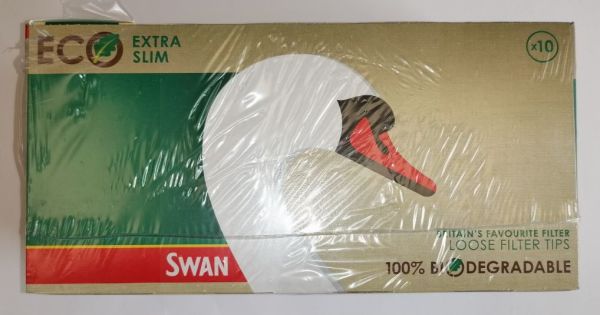 ECO EXTRA
SLIM
x10
BRITAIN'S FAVOURITE FILTER
LOOSE FILTER TIPS
SWAN
100% BIODEGRADABLE